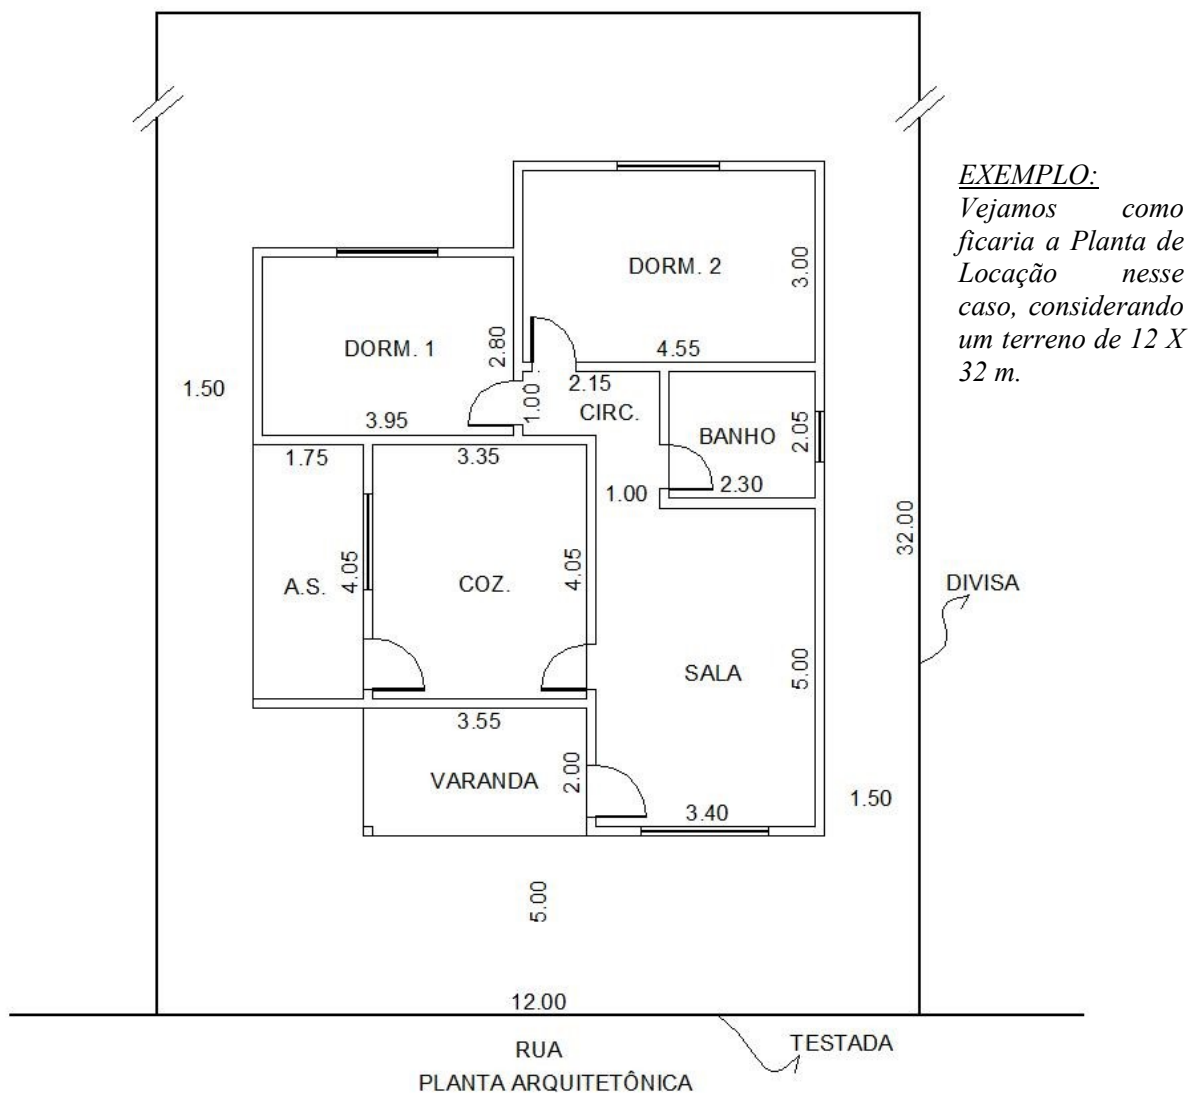 EXEMPLO:
Vejamos como
ficaria a Planta de
Locação nesse
caso, considerando
um terreno de 12 X
32 m.
DORM. 2
3.00
4.55
DORM. 1
2.80
3.95
1.50
1.00
2.15
CIRC.
BANHO
2.05
2.30
1.00
1.75
3.35
A.S.
4.05
COZ.
4.05
32.00
DIVISA
SALA
5.00
3.55
VARANDA
2.00
3.40
1.50
5.00
12.00
RUA
TESTADA
PLANTA ARQUITETÔNICA